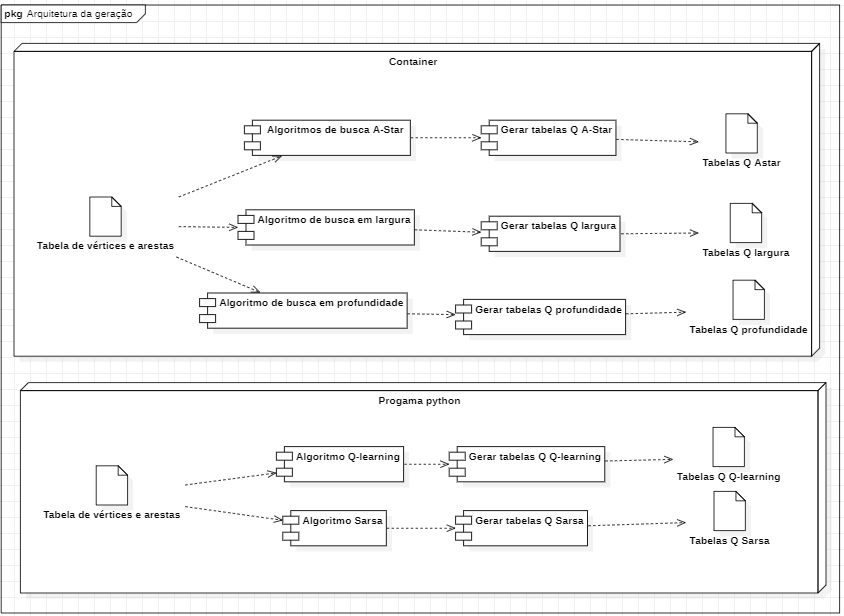 pkg Arquitetura da geração
Container
Algoritmos de busca A-Star
Gerar tabelas Q A-Star
Tabelas Q Astar
Tabela de vértices e arestas
Algoritmo de busca em largura
Gerar tabelas Q largura
Tabelas Q largura
Algoritmo de busca em profundidade
Gerar tabelas Q profundidade
Tabelas Q profundidade
Progama python
Tabela de vértices e arestas
Algoritmo Q-learning
Gerar tabelas Q Q-learning
Tabelas Q Q-learning
Algoritmo Sarsa
Gerar tabelas Q Sarsa
Tabelas Q Sarsa